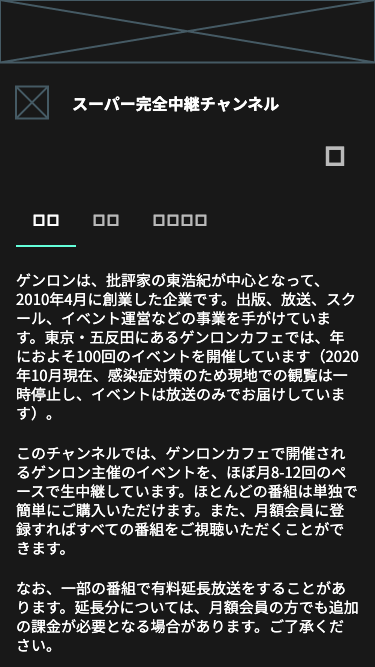 スーパー完全中継チャンネル
ゲンロンは、批評家の東浩紀が中心となって、
2010年4月に創業した企業です。出版、放送、スク
ール、イベント運営などの事業を手がけていま
す。東京・五反田にあるゲンロンカフェでは、年
におよそ100回のイベントを開催しています（2020
年10月現在、感染症対策のため現地での観覧は一
時停止し、イベントは放送のみでお届けしていま
す）。
このチャンネルでは、ゲンロンカフェで開催され
るゲンロン主催のイベントを、ほぼ月8-12回のペ
ースで生中継しています。ほとんどの番組は単独で
簡単にご購入いただけます。また、月額会員に登
録すればすべての番組をご視聴いただくことがで
きます。
なお、一部の番組で有料延長放送をすることがあ
ります。延長分については、月額会員の方でも追加
の課金が必要となる場合があります。ご了承くだ
さい。